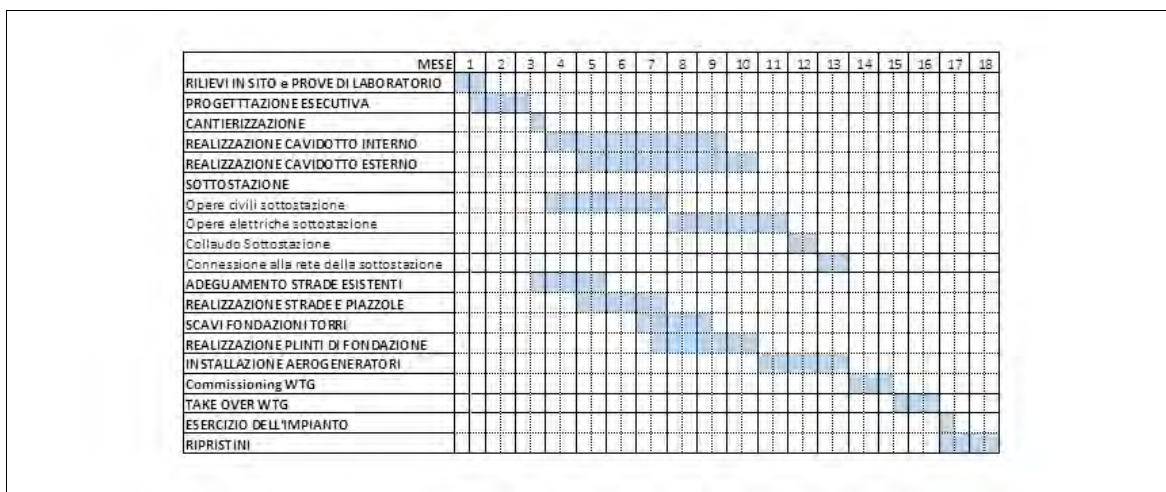 MESE 1 2 3 4 5 6 7 8 9 10 11 12 13 14 15 16 17 18
RILIEVI IN SITO e PROVE DI LABORATORIO
PROGETTTAZIONE ESECUTIVA
CANTIERIZZAZIONE
REALIZZAZIONE CAVIDOTTO INTERNO
REALIZZAZIONE CAVIDOTTO ESTERNO
SOTTOSTAZIONE
Opere civili sottostazione
Opere elettriche sottostazione
Collaudo Sottostazione
Connessione alla rete della sottostazione
ADEGUAMENTO STRADE ESISTENTI
REALIZZAZIONE STRADE E PIAZZOLE
SCAVI FONDAZIONI TORRI
REALIZZAZIONE PLINTI DI FONDAZIONE
INSTALLAZIONE AEROGENERATORI
Commissioning WTG
TAKE OVER WTG
ESERCIZIO DELL'IMPIANTO
RIPRISTINI